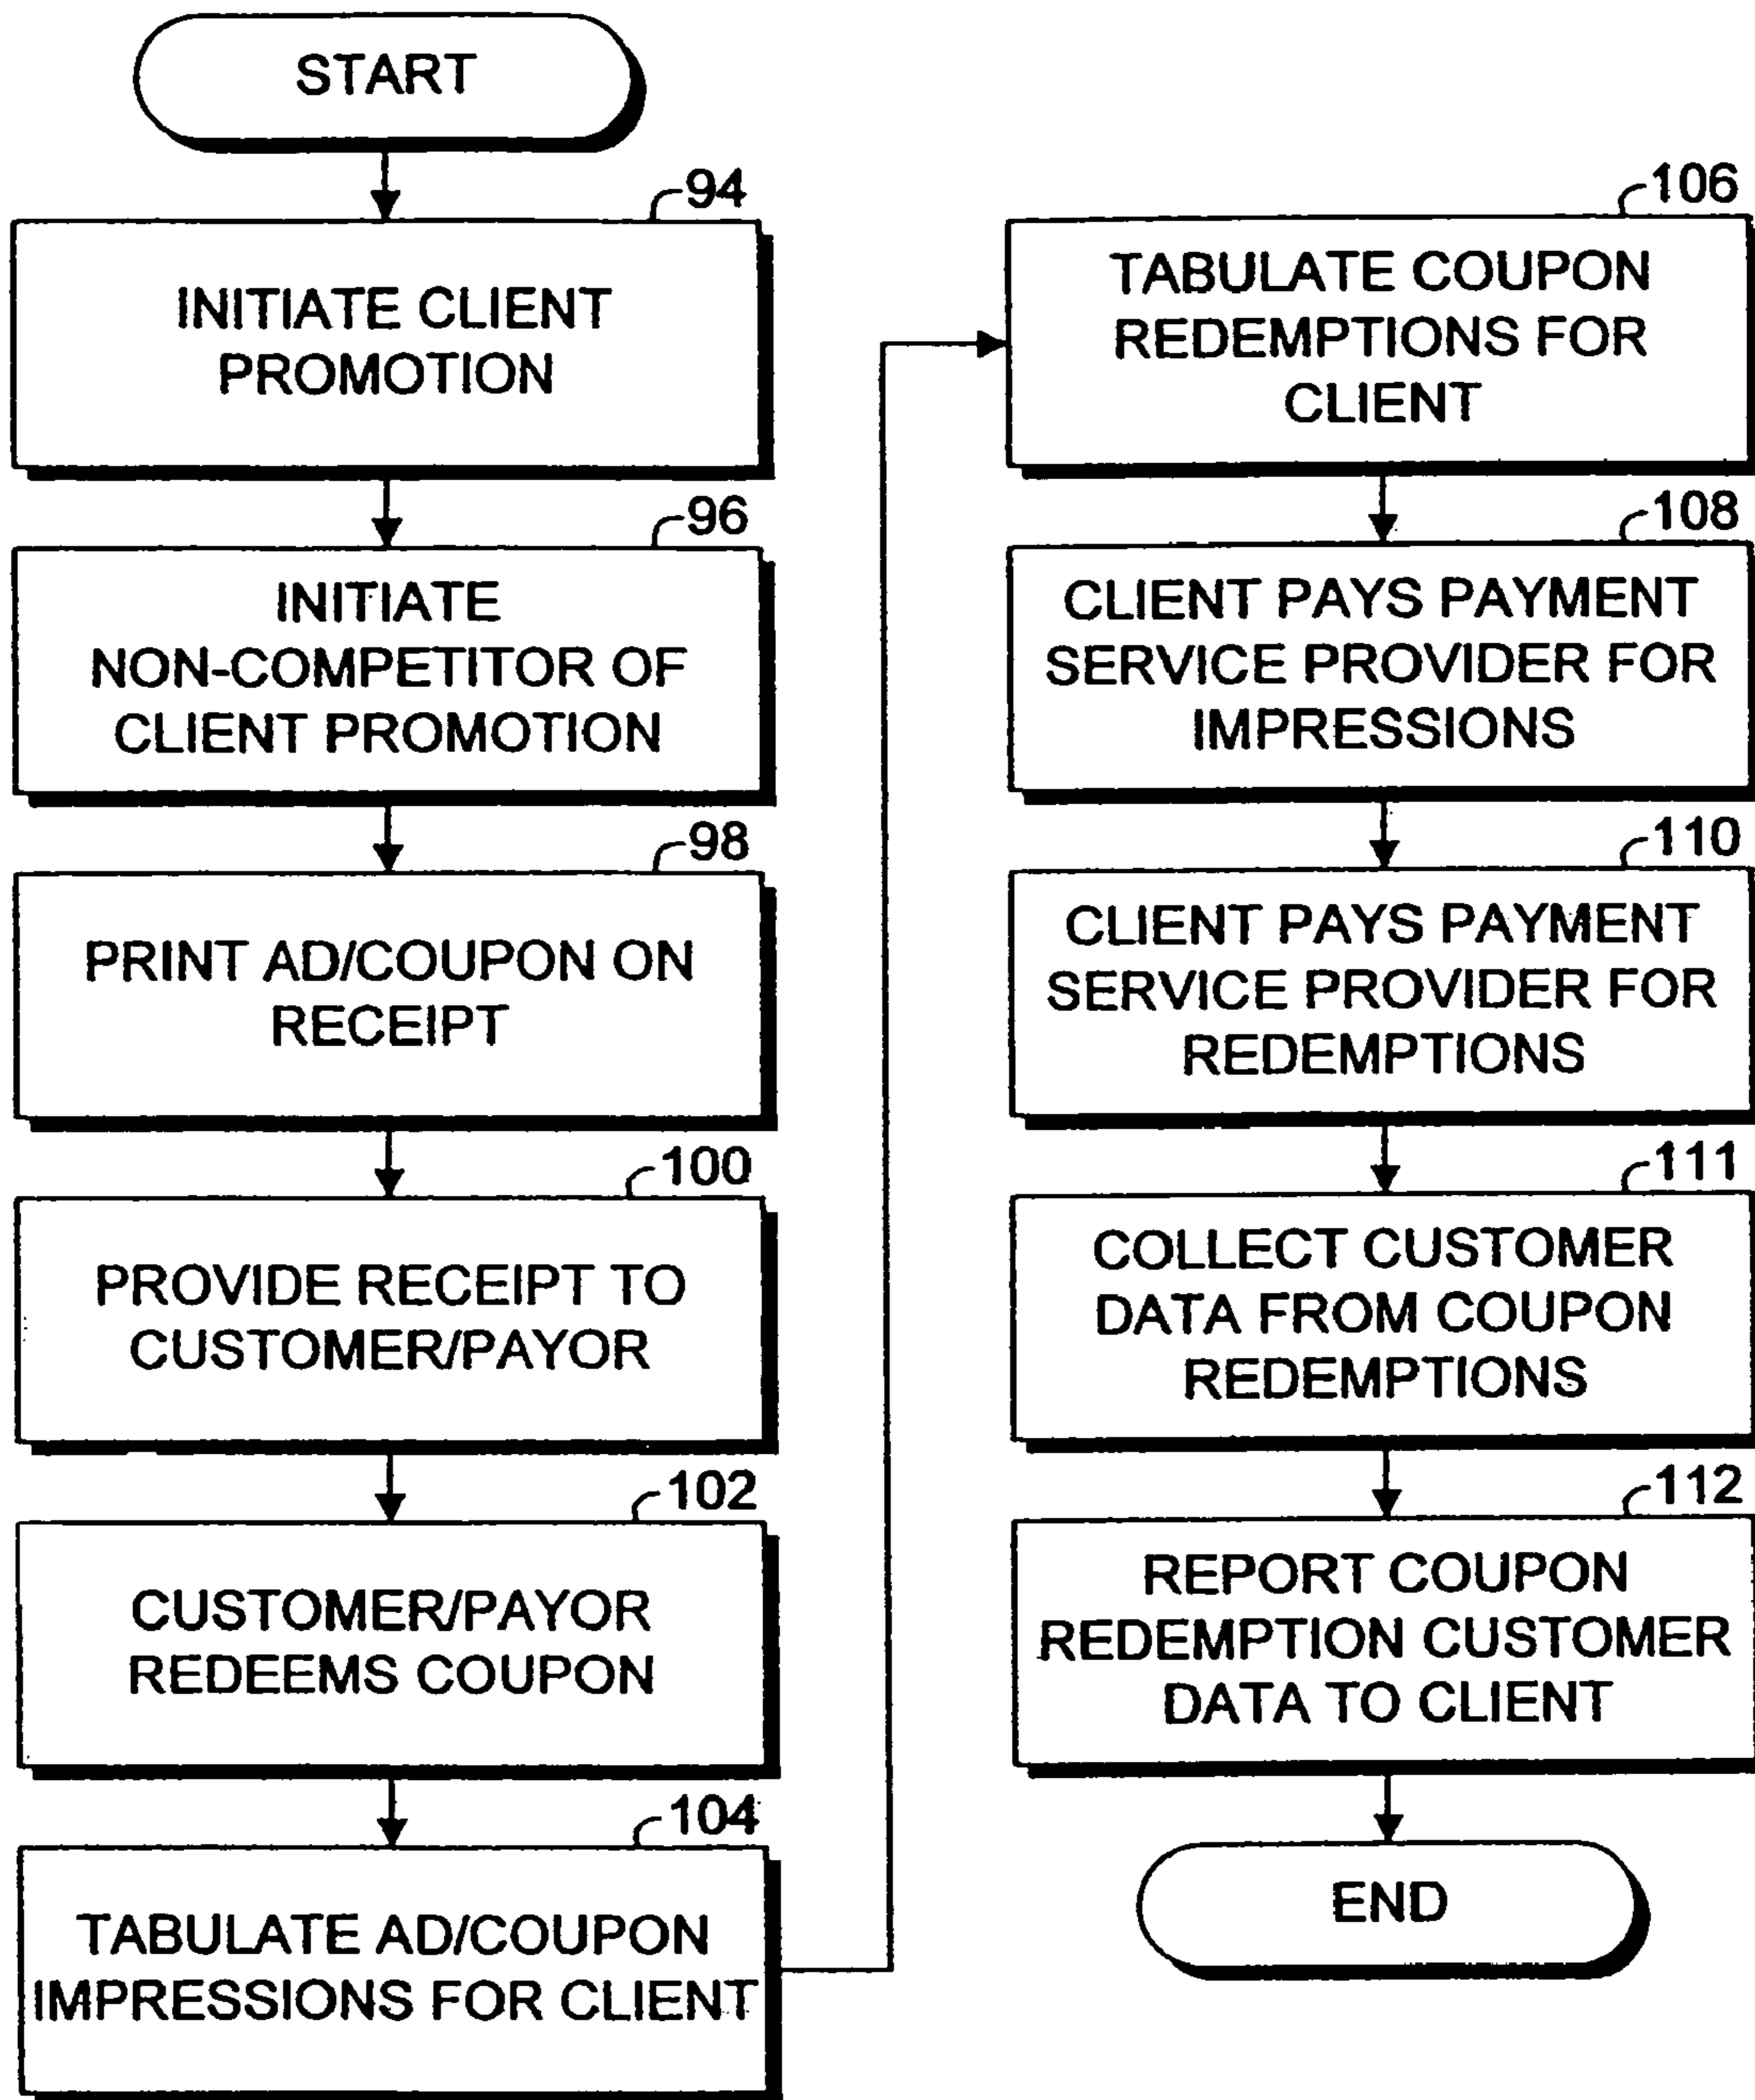 START
94
INITIATE CLIENT
PROMOTION
96
INITIATE
NON-COMPETITOR OF
CLIENT PROMOTION
98
PRINT AD/COUPON ON
RECEIPT
100
PROVIDE RECEIPT TO
CUSTOMER/PAYOR
102
CUSTOMER/PAYOR
REDEEMS COUPON
104
TABULATE AD/COUPON
IMPRESSIONS FOR CLIENT
106
TABULATE COUPON
REDEMPTIONS FOR
CLIENT
108
CLIENT PAYS PAYMENT
SERVICE PROVIDER FOR
IMPRESSIONS
110
CLIENT PAYS PAYMENT
SERVICE PROVIDER FOR
REDEMPTIONS
111
COLLECT CUSTOMER
DATA FROM COUPON
REDEMPTIONS
112
REPORT COUPON
REDEMPTION CUSTOMER
DATA TO CLIENT
END